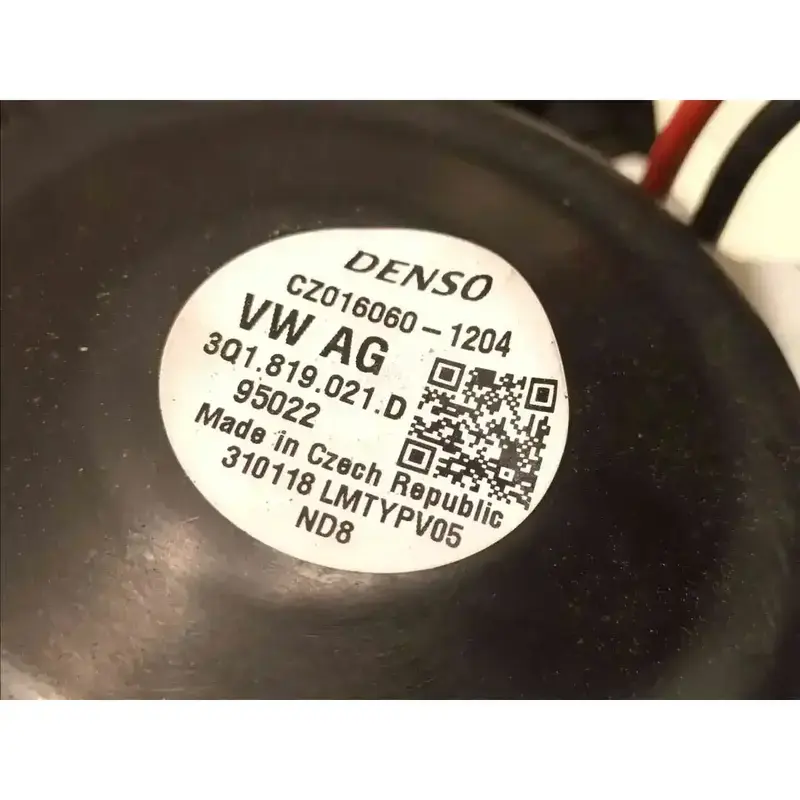 DENSO
CZ016060-1204
VW AG
3Q1.819.021.D
95022
Made in Czech Republic
310118 LMTYPV05
ND8